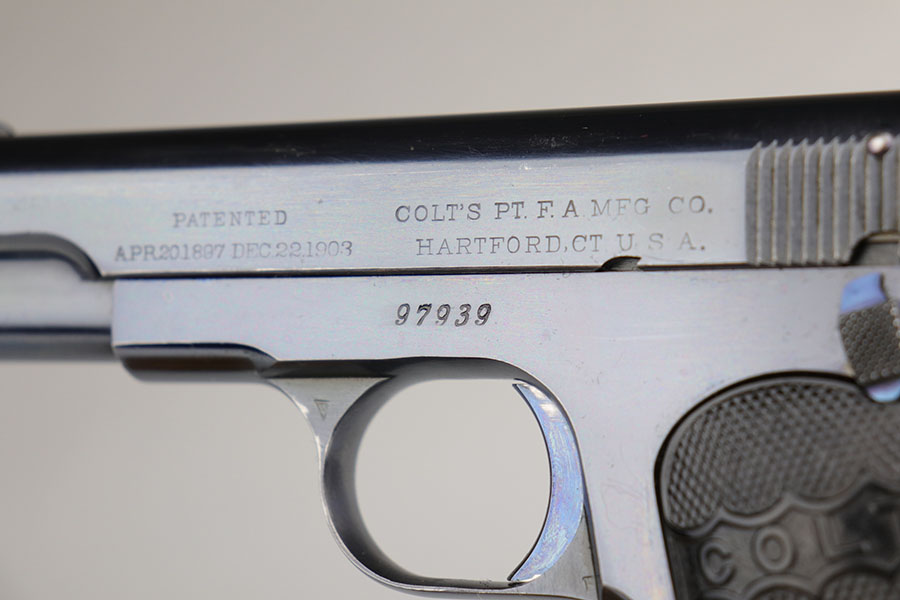 PATENTED
APR.20.1897 DEC.22.1903
COLT'S PT. F. A. MFG CO.
HARTFORD, CT. U.S.A.
97939
COLT